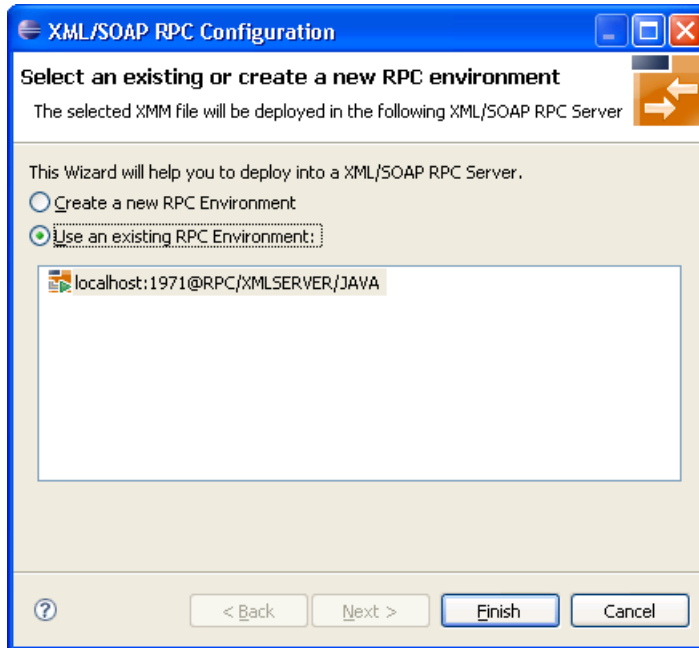 XML/SOAP RPC Configuration
Select an existing or create a new RPC environment
The selected XMM file will be deployed in the following XML/SOAP RPC Server
This Wizard will help you to deploy into a XML/SOAP RPC Server.
Create a new RPC Environment
Use an existing RPC Environment:
localhost:1971@RPC/XMLSERVER/JAVA
? < Back Next > Finish Cancel